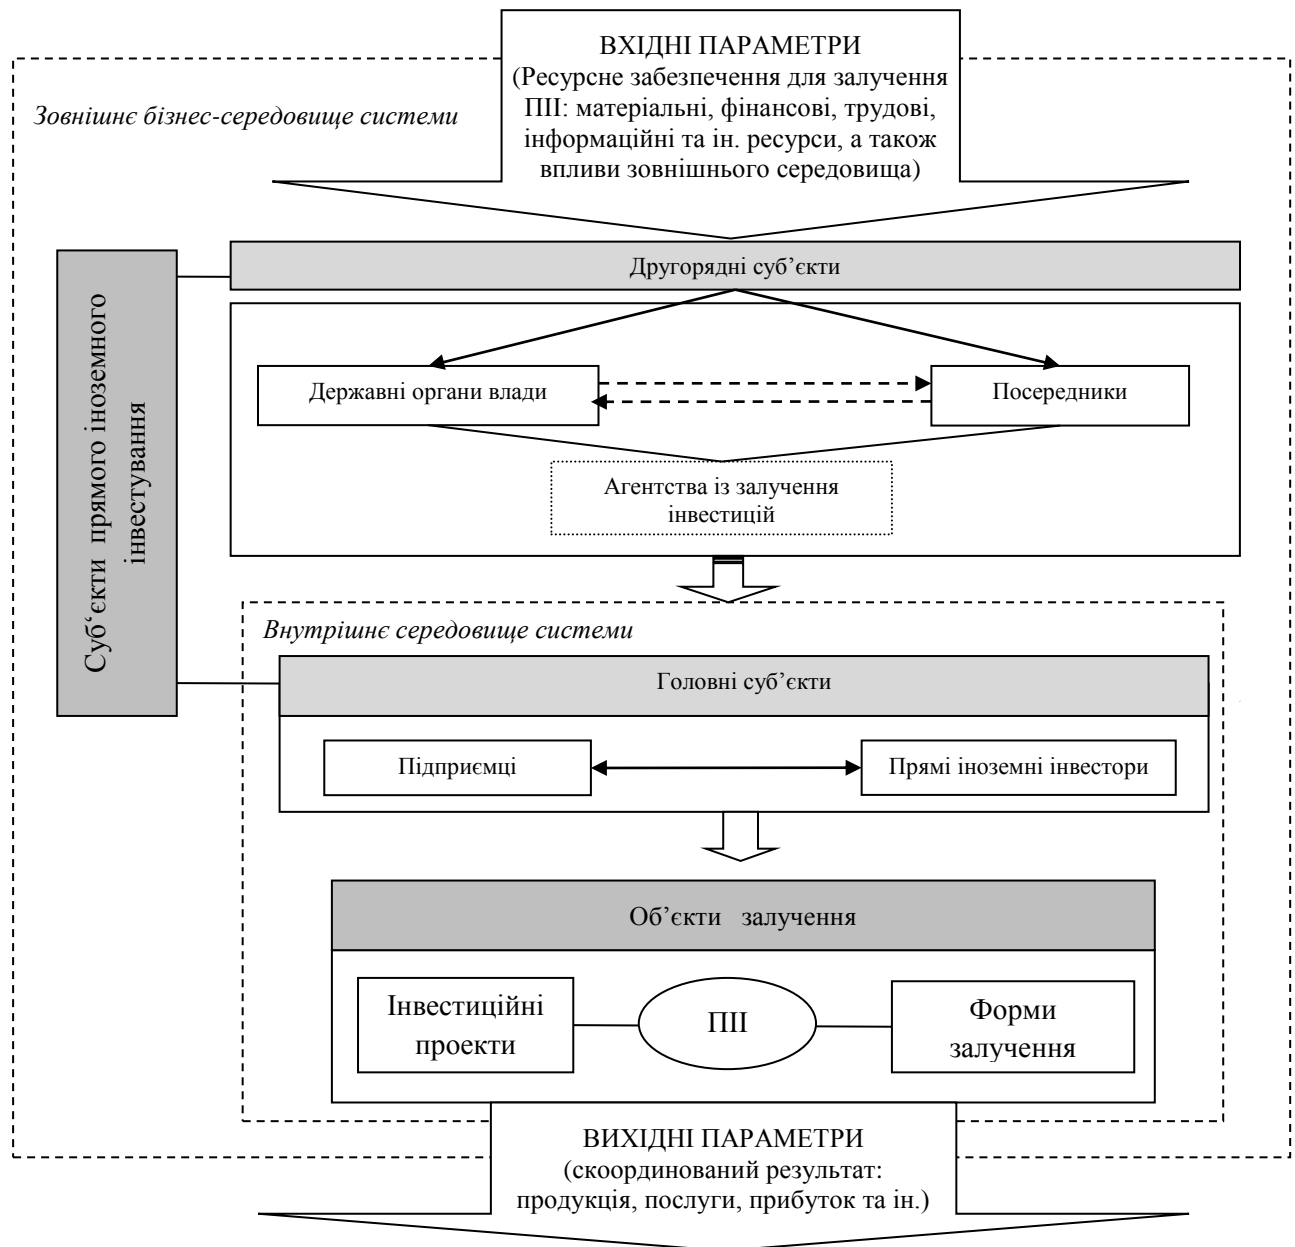 ВХІДНІ ПАРАМЕТРИ
(Ресурсне забезпечення для залучення
ПІІ: матеріальні, фінансові, трудові,
інформаційні та ін. ресурси, а також
впливи зовнішнього середовища)
Зовнішнє бізнес-середовище системи
Суб‘єкти прямого іноземного
інвестування
Другорядні суб’єкти
Державні органи влади
Посередники
Агентства із залучення
інвестицій
Внутрішнє середовище системи
Головні суб’єкти
Підприємці
Прямі іноземні інвестори
Об’єкти залучення
Інвестиційні
проекти
ПІІ
Форми
залучення
ВИХІДНІ ПАРАМЕТРИ
(скоординований результат:
продукція, послуги, прибуток та ін.)